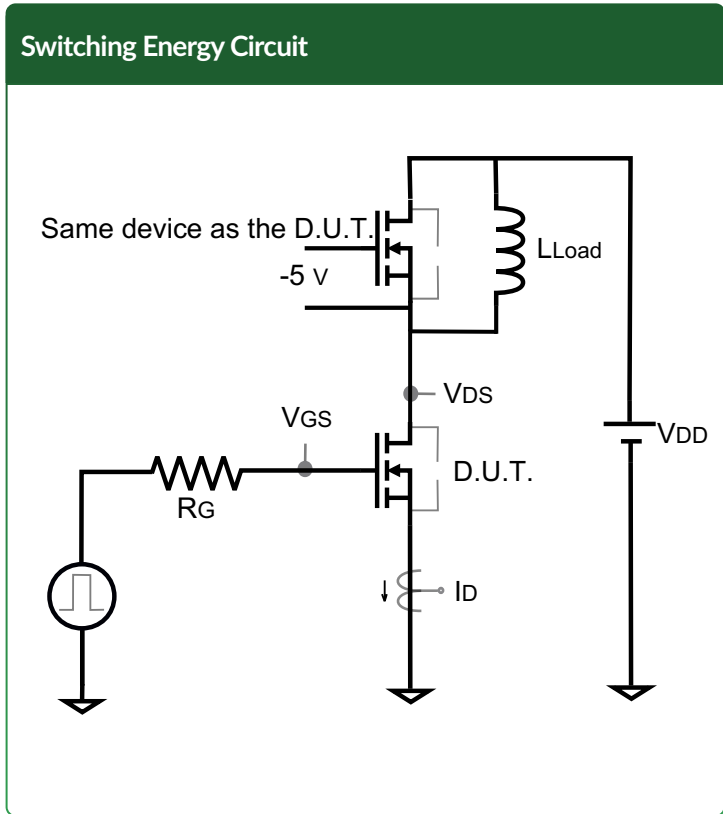 Switching Energy Circuit
Same device as the D.U.T.
-5 V
LLoad
VDS
VGS
VDD
D.U.T.
RG
ID